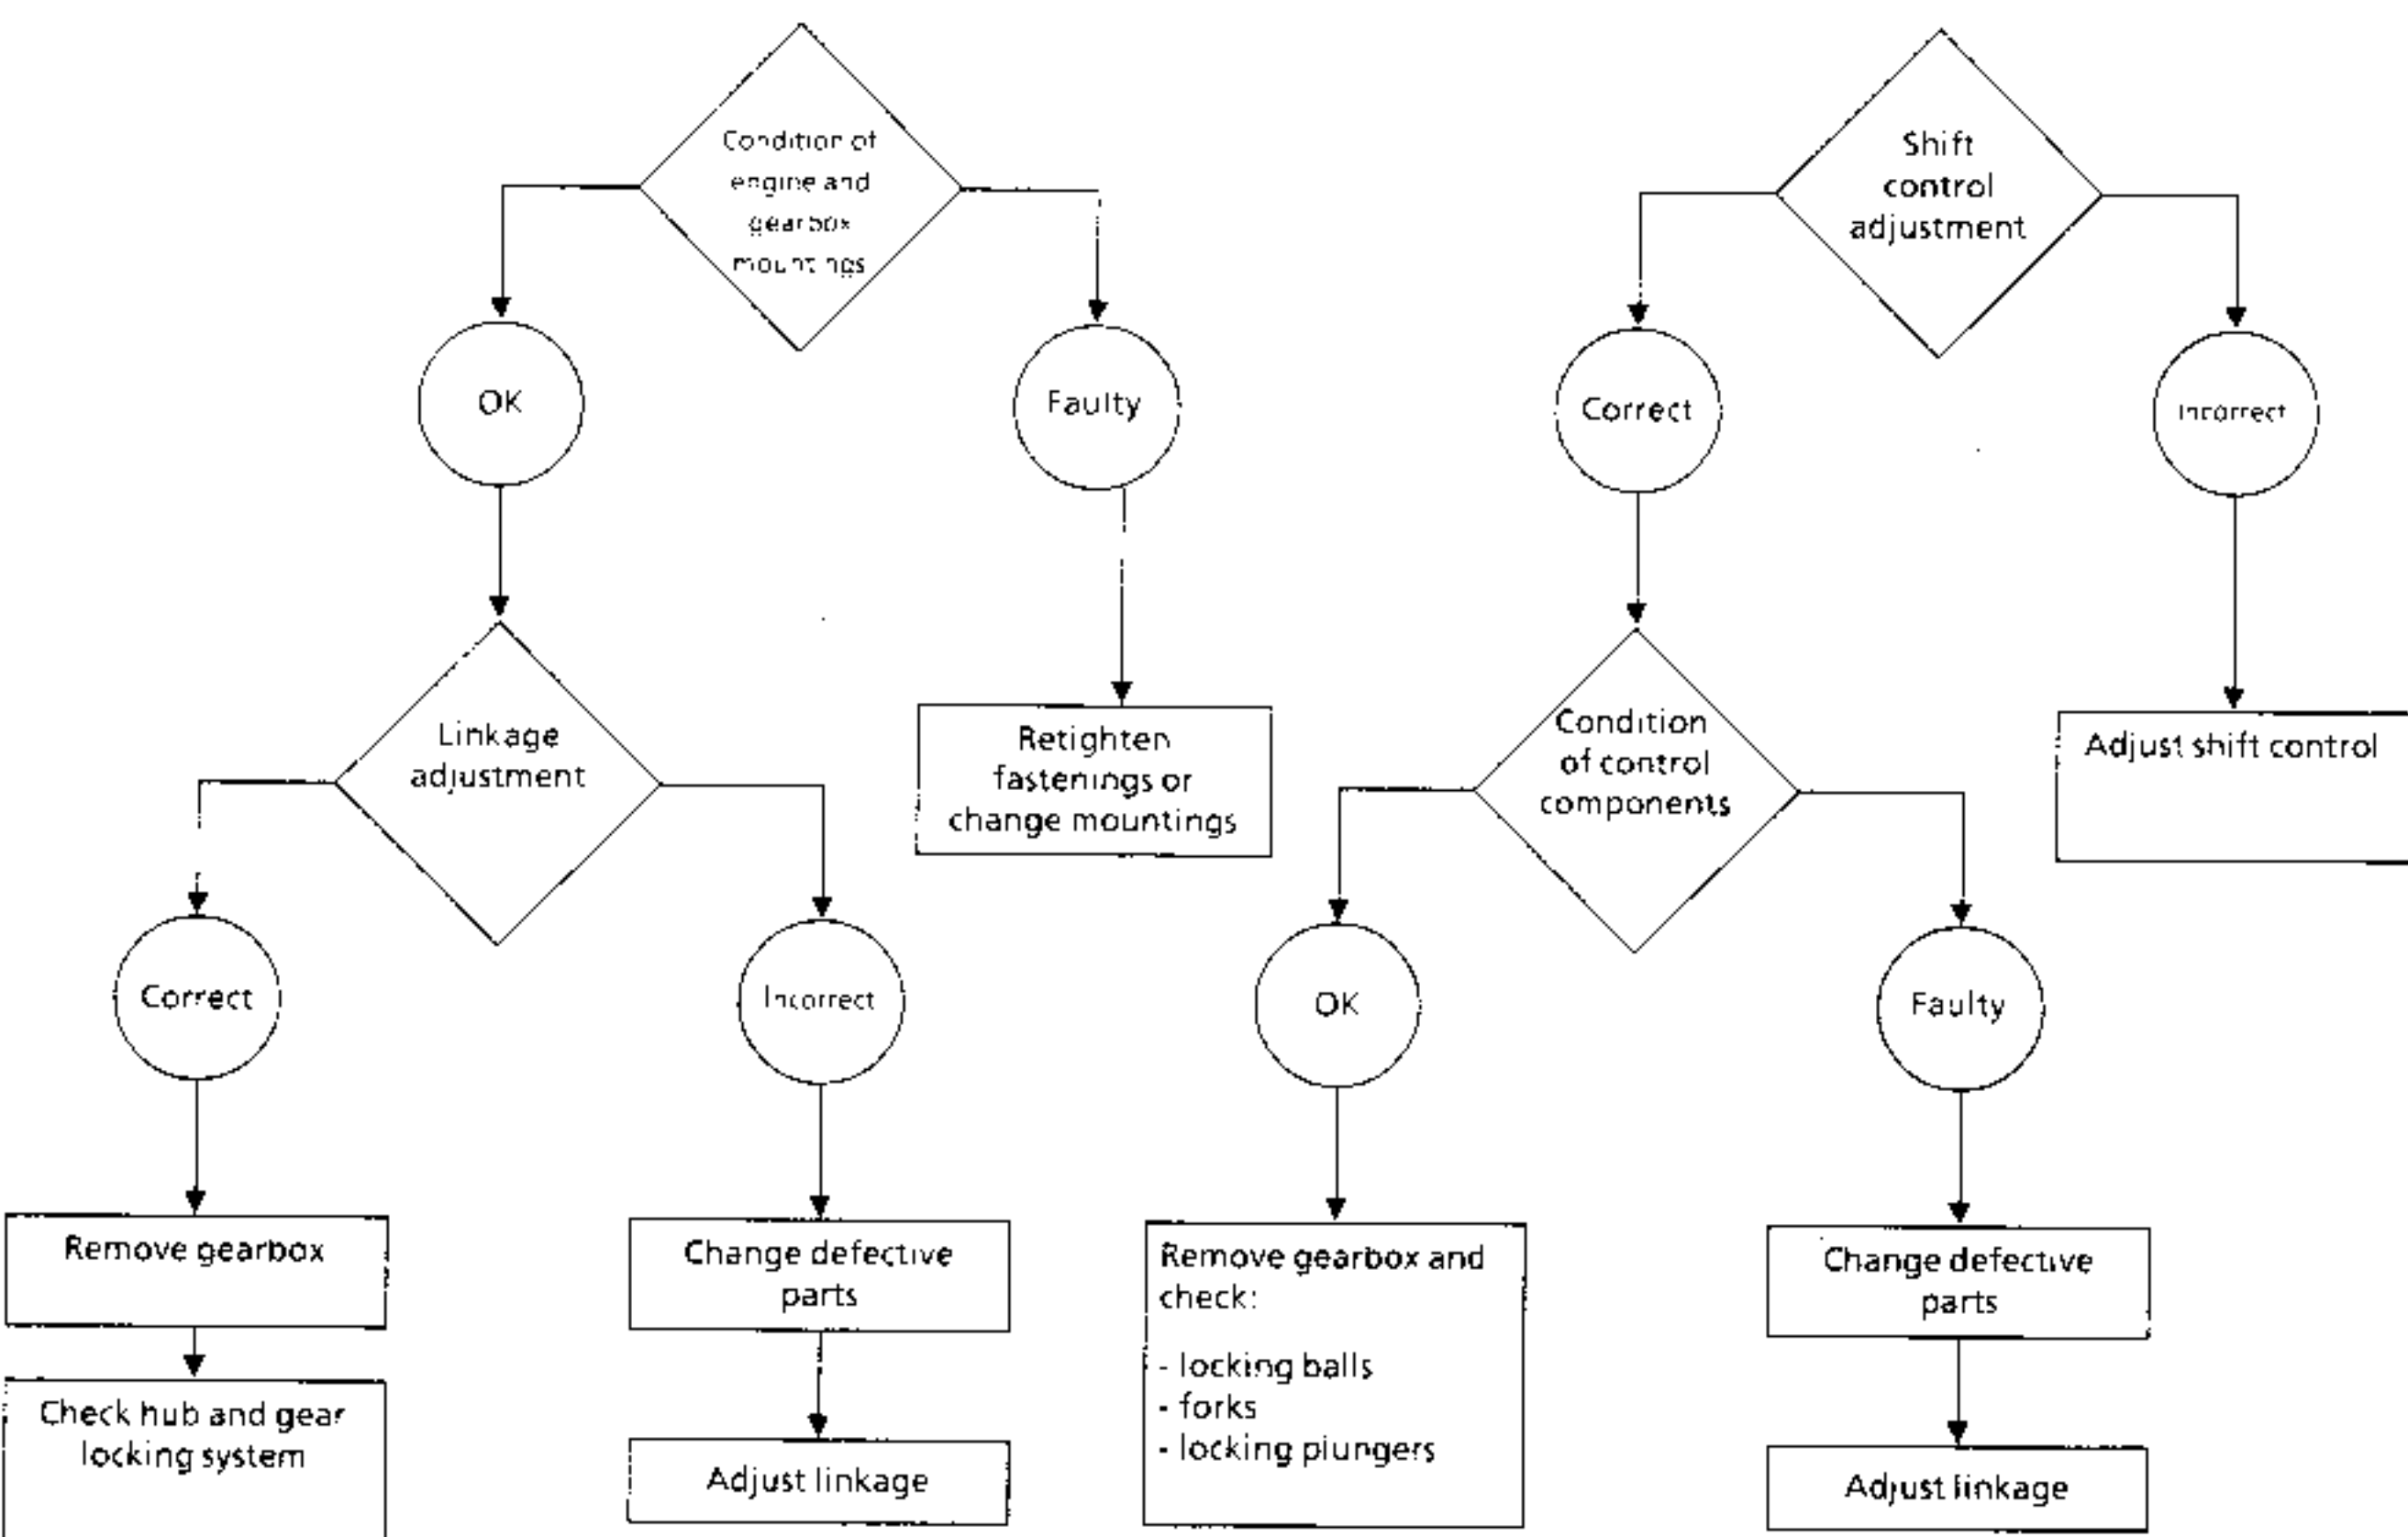 Condition of
engine and
gearbox
mountings
OK
Faulty
Linkage
adjustment
Retighten
fastenings or
change mountings
Correct
Incorrect
Remove gearbox
Check hub and gear
locking system
Change defective
parts
Adjust linkage
Shift
control
adjustment
Correct
Incorrect
Condition
of control
components
Adjust shift control
OK
Faulty
Remove gearbox and
check:
- locking balls
- forks
- locking plungers
Change defective
parts
Adjust linkage